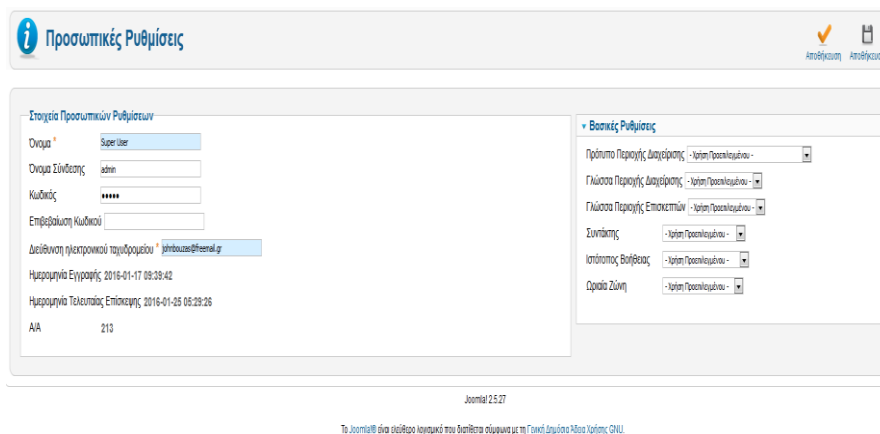 Προσωπικές Ρυθμίσεις
Αποθήκευση
Στοιχεία Προσωπικών Ρυθμίσεων
Όνομα * Super User
Όνομα Σύνδεσης admin
Κωδικός •••••
Επιβεβαίωση Κωδικού
Διεύθυνση ηλεκτρονικού ταχυδρομείου * johnbouzas@freemail.gr
Ημερομηνία Εγγραφής 2016-01-17 09:39:42
Ημερομηνία Τελευταίας Επίσκεψης 2016-01-25 05:29:26
Α/Α 213
Βασικές Ρυθμίσεις
Πρότυπο Περιοχής Διαχείρισης - Χρήση Προεπιλεγμένου -
Γλώσσα Περιοχής Διαχείρισης - Χρήση Προεπιλεγμένου -
Γλώσσα Περιοχής Επισκεπτών - Χρήση Προεπιλεγμένου -
Συντάκτης - Χρήση Προεπιλεγμένου -
Ιστότοπος Βοήθειας - Χρήση Προεπιλεγμένου -
Ωριαία Ζώνη - Χρήση Προεπιλεγμένου -
Joomla! 2.5.27
Το Joomla!® είναι ελεύθερο λογισμικό που διατίθεται σύμφωνα με τη Γενική Δημόσια Άδεια Χρήσης GNU.